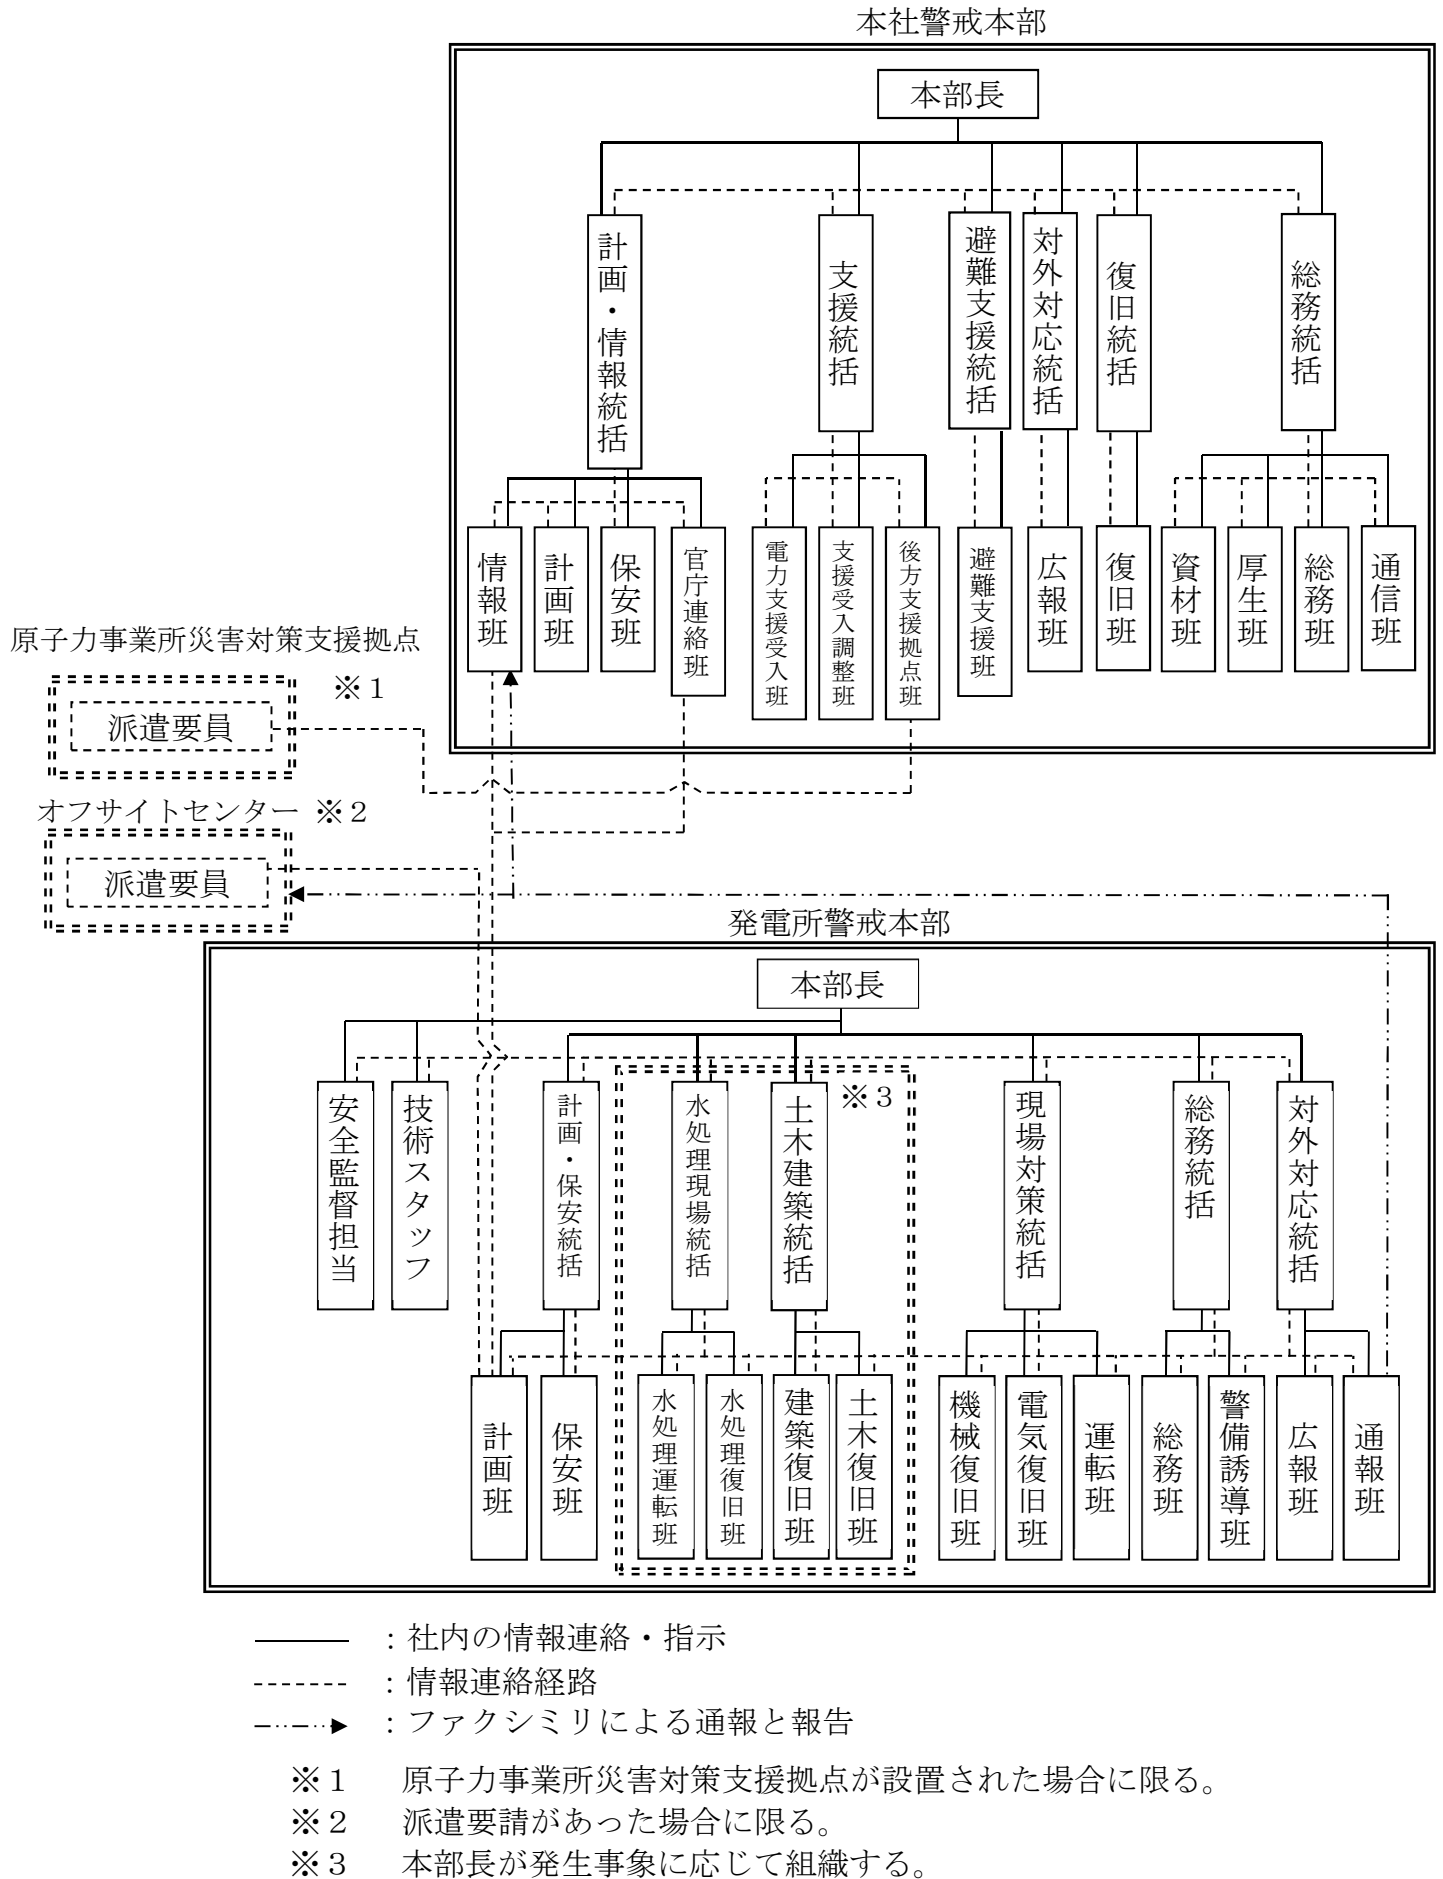 本社警戒本部
本部長
計画・情報統括
支援統括
避難支援統括
対外対応統括
復旧統括
総務統括
情報班
計画班
保安班
官庁連絡班
電力支援受入班
支援受入調整班
後方支援拠点班
避難支援班
広報班
復旧班
資材班
厚生班
総務班
通信班
原子力事業所災害対策支援拠点
※1
派遣要員
オフサイトセンター ※2
派遣要員
発電所警戒本部
本部長
安全監督担当
技術スタッフ
計画・保安統括
水処理現場統括
土木建築統括
※3
現場対策統括
総務統括
対外対応統括
計画班
保安班
水処理運転班
水処理復旧班
建築復旧班
土木復旧班
機械復旧班
電気復旧班
運転班
総務班
警備誘導班
広報班
通報班
:社内の情報連絡・指示
:情報連絡経路
:ファクシミリによる通報と報告
※1 原子力事業所災害対策支援拠点が設置された場合に限る。
※2 派遣要請があった場合に限る。
※3 本部長が発生事象に応じて組織する。